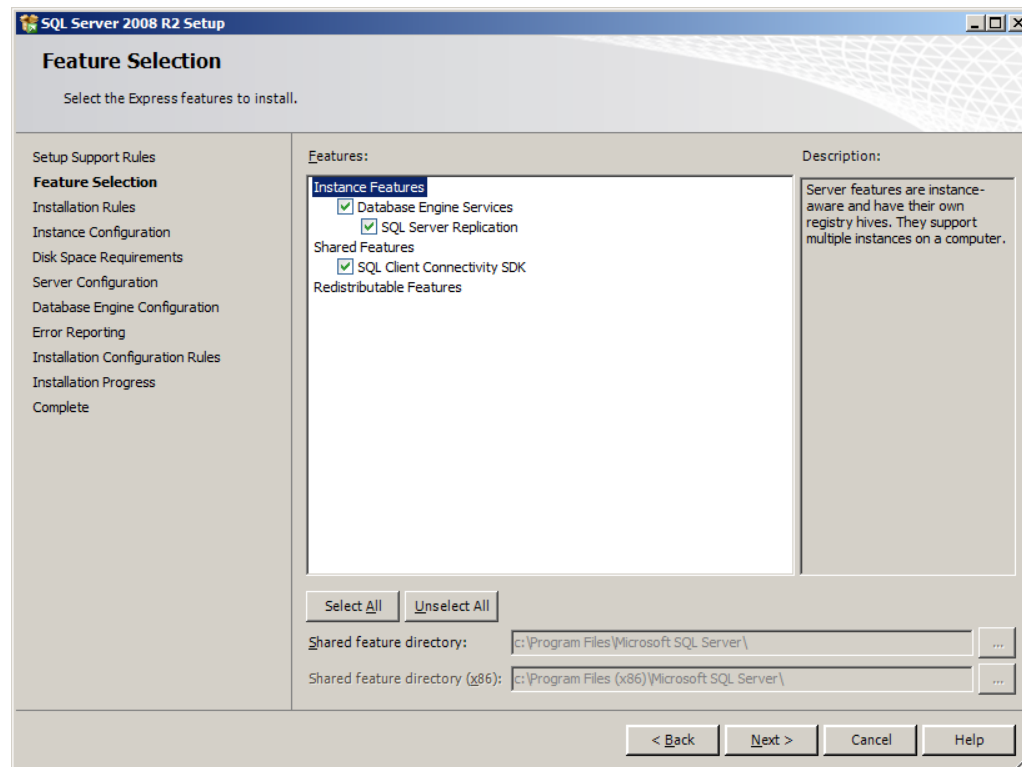 SQL Server 2008 R2 Setup
Feature Selection
Select the Express features to install.
Setup Support Rules
Feature Selection
Installation Rules
Instance Configuration
Disk Space Requirements
Server Configuration
Database Engine Configuration
Error Reporting
Installation Configuration Rules
Installation Progress
Complete
Features:
Instance Features
Database Engine Services
SQL Server Replication
Shared Features
SQL Client Connectivity SDK
Redistributable Features
Description:
Server features are instance-
aware and have their own
registry hives. They support
multiple instances on a computer.
Select All
Unselect All
Shared feature directory:
c:\Program Files\Microsoft SQL Server\
...
Shared feature directory (x86):
c:\Program Files (x86)\Microsoft SQL Server\
...
< Back
Next >
Cancel
Help